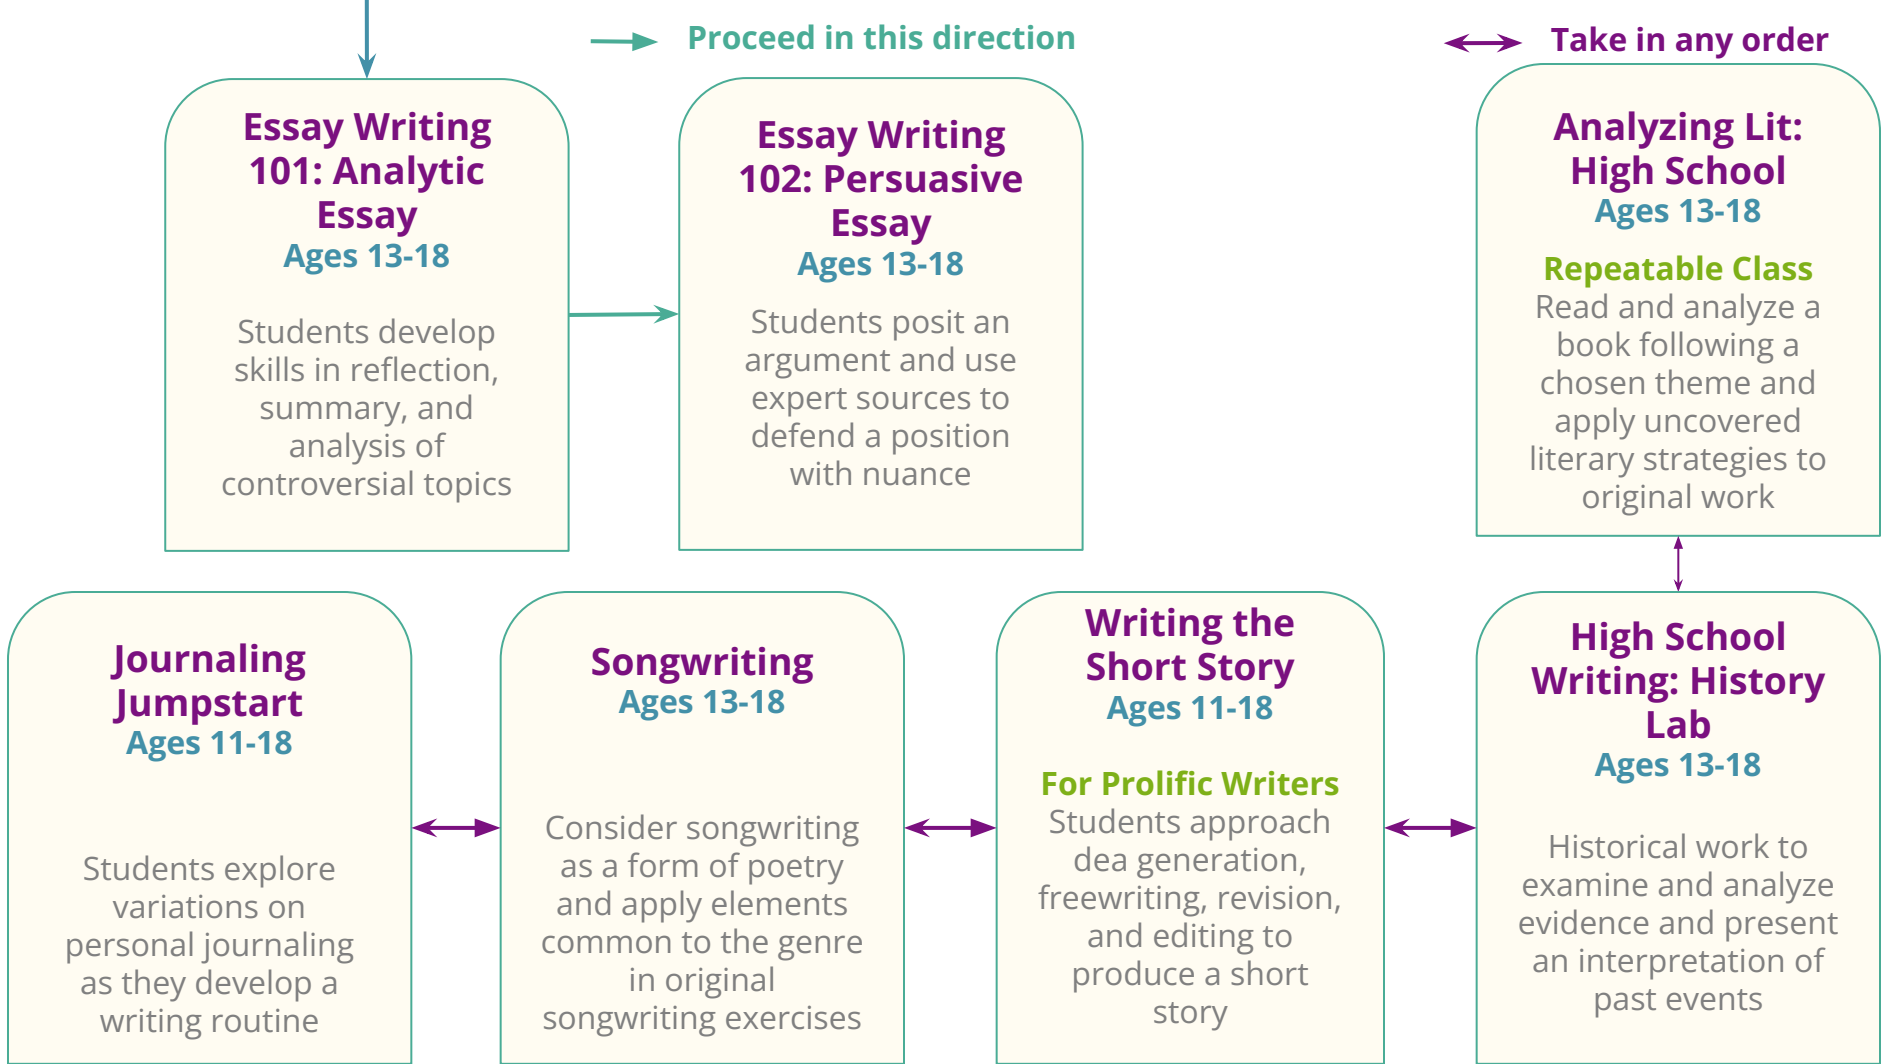 Proceed in this direction
Take in any order
Essay Writing
101: Analytic
Essay
Ages 13-18
Students develop
skills in reflection,
summary, and
analysis of
controversial topics
Essay Writing
102: Persuasive
Essay
Ages 13-18
Students posit an
argument and use
expert sources to
defend a position
with nuance
Analyzing Lit:
High School
Ages 13-18
Repeatable Class
Read and analyze a
book following a
chosen theme and
apply uncovered
literary strategies to
original work
Journaling
Jumpstart
Ages 11-18
Students explore
variations on
personal journaling
as they develop a
writing routine
Songwriting
Ages 13-18
Consider songwriting
as a form of poetry
and apply elements
common to the genre
in original
songwriting exercises
Writing the
Short Story
Ages 11-18
For Prolific Writers
Students approach
dea generation,
freewriting, revision,
and editing to
produce a short
story
High School
Writing: History
Lab
Ages 13-18
Historical work to
examine and analyze
evidence and present
an interpretation of
past events